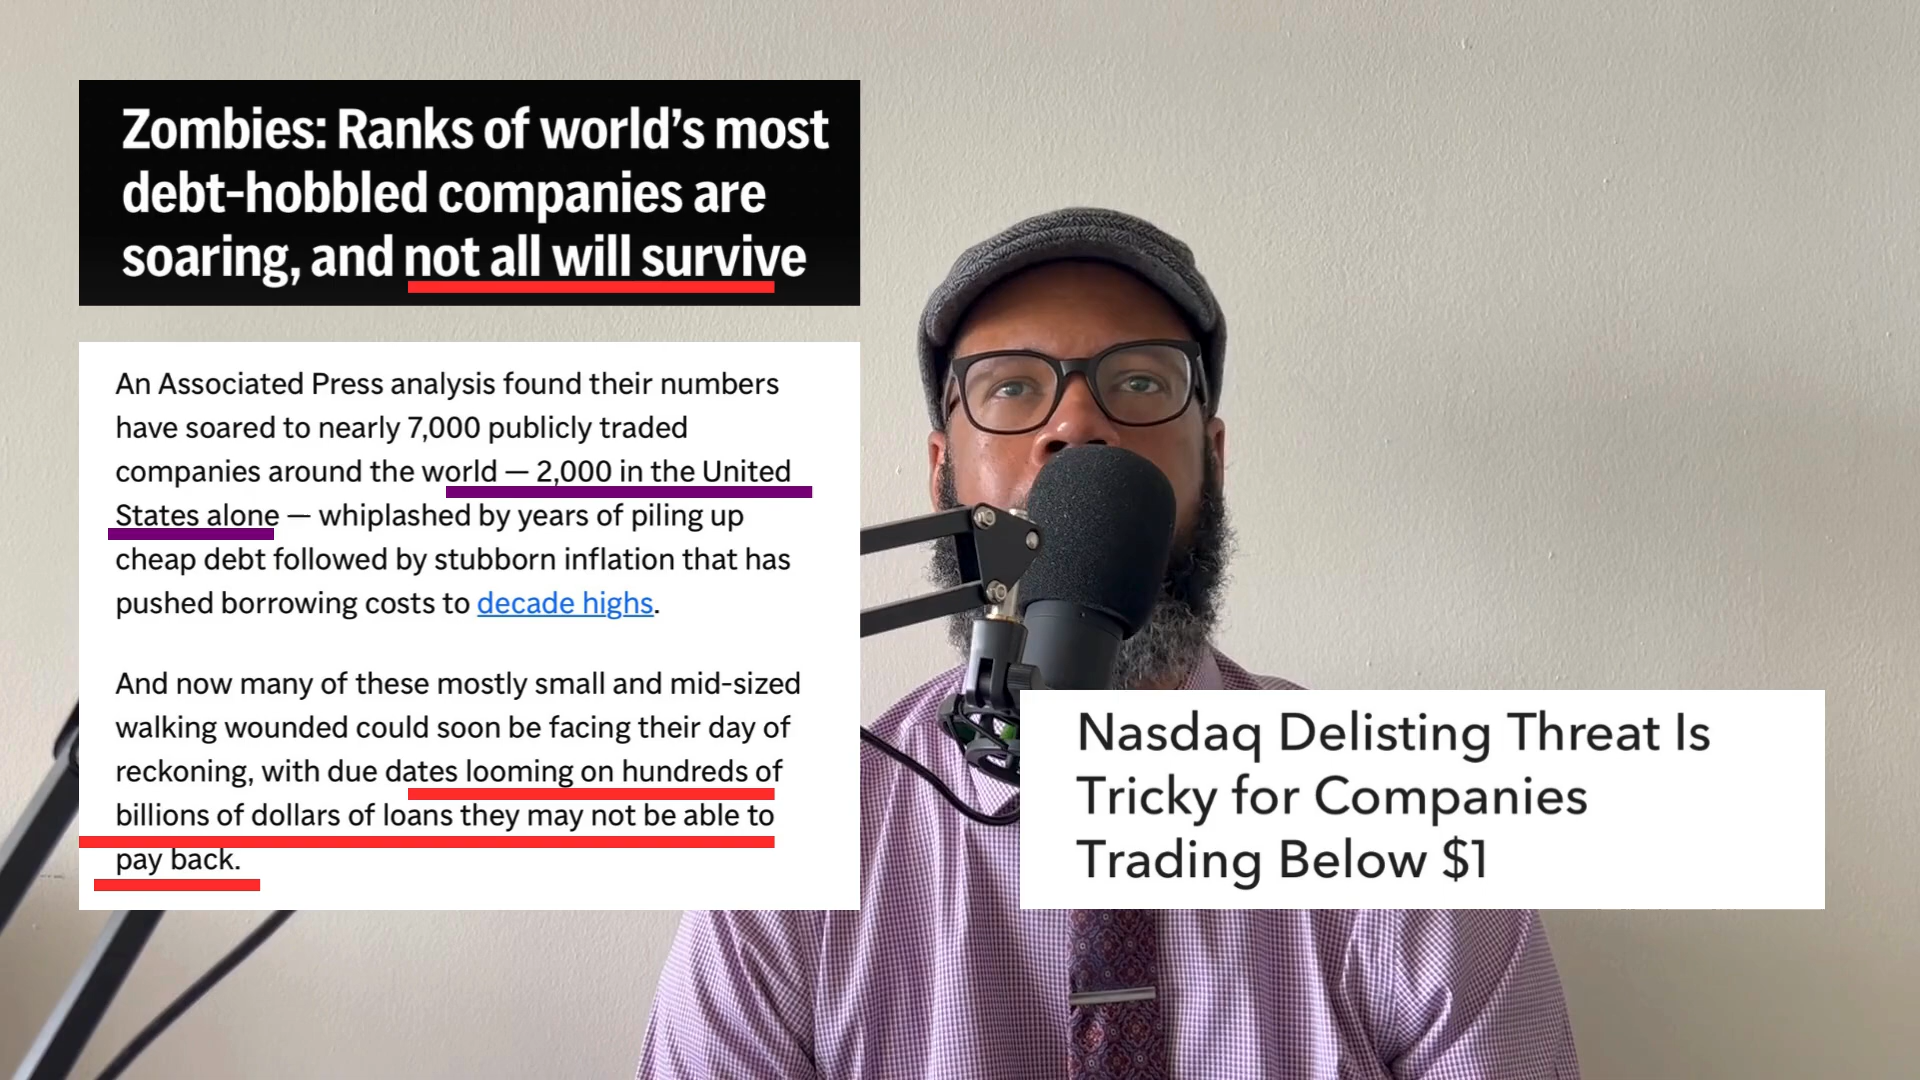 Zombies: Ranks of world’s most
debt-hobbled companies are
soaring, and not all will survive
An Associated Press analysis found their numbers
have soared to nearly 7,000 publicly traded
companies around the world — 2,000 in the United
States alone — whiplashed by years of piling up
cheap debt followed by stubborn inflation that has
pushed borrowing costs to decade highs.
And now many of these mostly small and mid-sized
walking wounded could soon be facing their day of
reckoning, with due dates looming on hundreds of
billions of dollars of loans they may not be able to
pay back.
Nasdaq Delisting Threat Is
Tricky for Companies
Trading Below $1